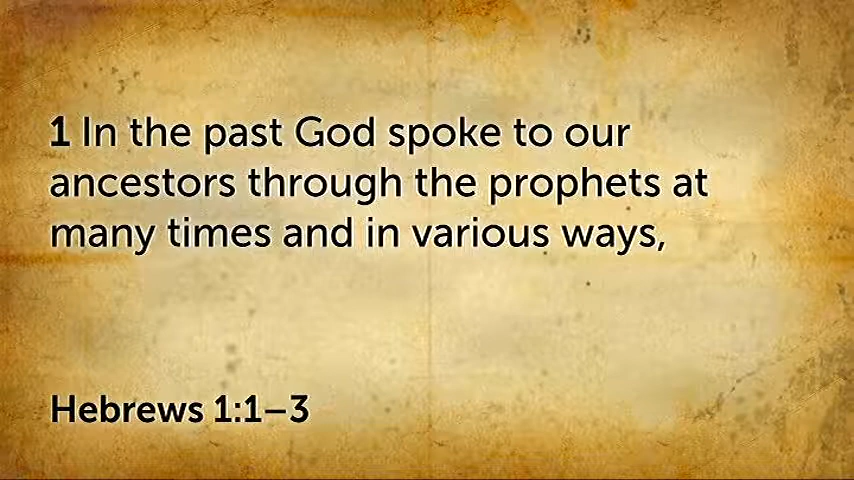 1 In the past God spoke to our
ancestors through the prophets at
many times and in various ways,
Hebrews 1:1–3